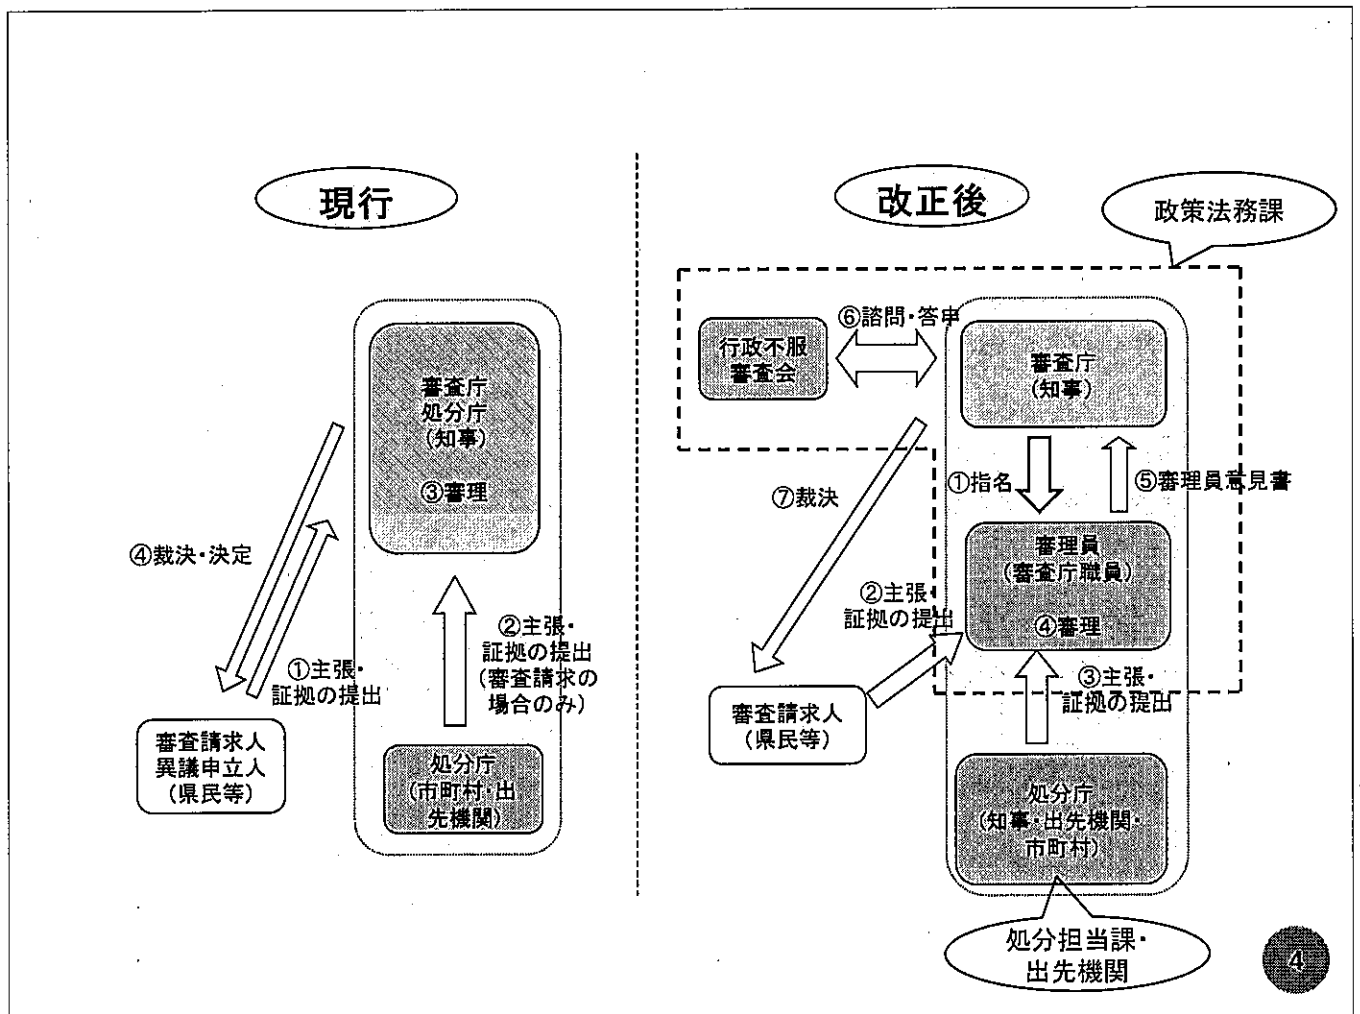 現行
審査庁
処分庁
(知事)
③審理
④裁決・決定
①主張・
証拠の提出
②主張・
証拠の提出
(審査請求の
場合のみ)
審査請求人
異議申立人
(県民等)
処分庁
(市町村・出
先機関)
改正後
政策法務課
行政不服
審査会
⑥諮問・答申
審査庁
(知事)
①指名
⑤審理員意見書
⑦裁決
審理員
(審査庁職員)
④審理
②主張・
証拠の提出
③主張・
証拠の提出
審査請求人
(県民等)
処分庁
(知事・出先機関・
市町村)
処分担当課・
出先機関
4